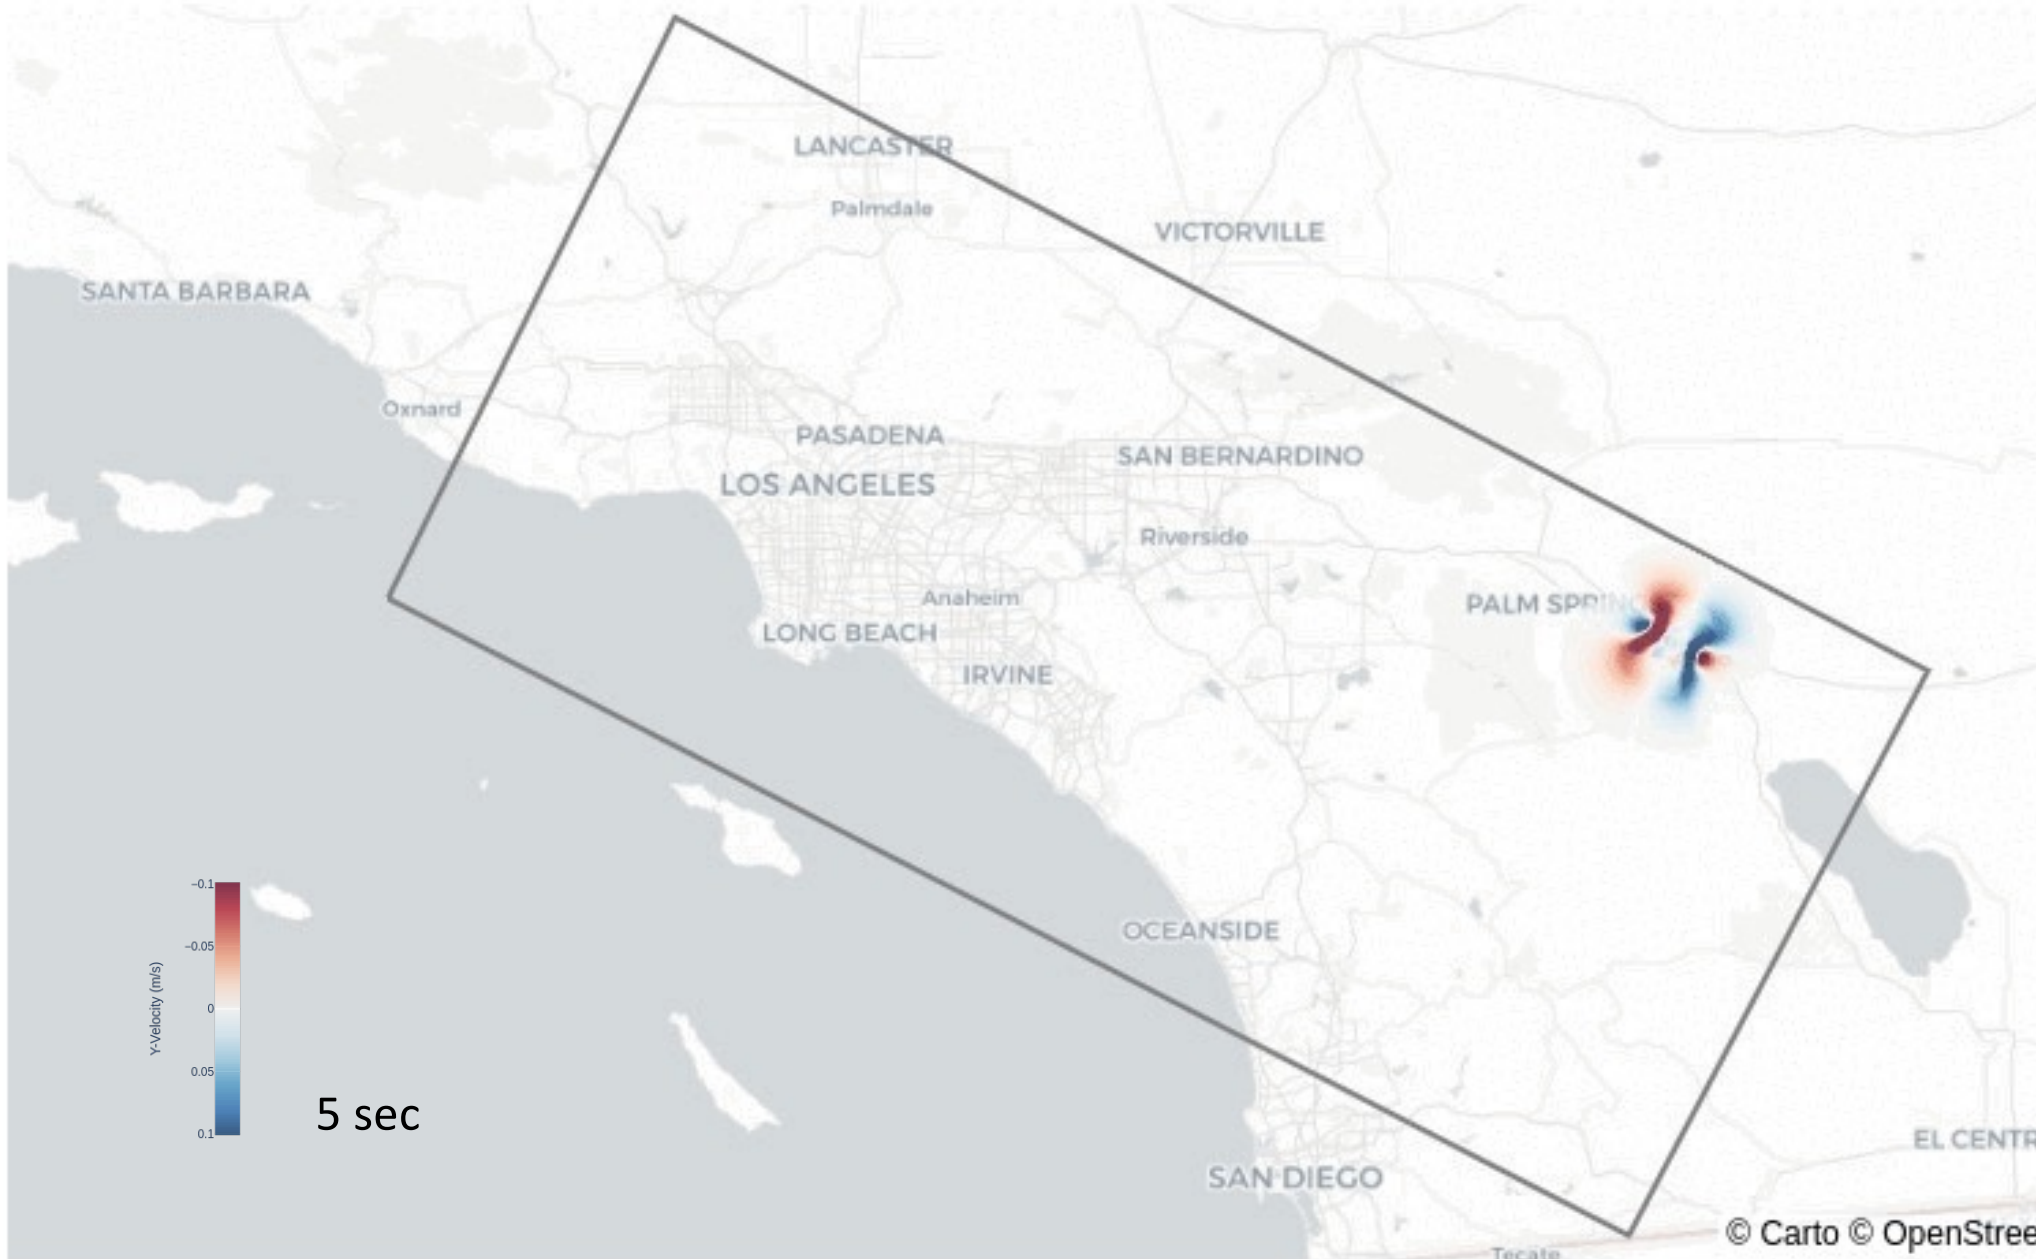 LANCASTER
Palmdale
VICTORVILLE
SANTA BARBARA
Oxnard
PASADENA
SAN BERNARDINO
LOS ANGELES
Riverside
Anaheim
PALM SPRING
LONG BEACH
IRVINE
OCEANSIDE
−0.1
−0.05
0
0.05
0.1
Y-Velocity (m/s)
5 sec
EL CENTR
SAN DIEGO
© Carto © OpenStree
Tecate